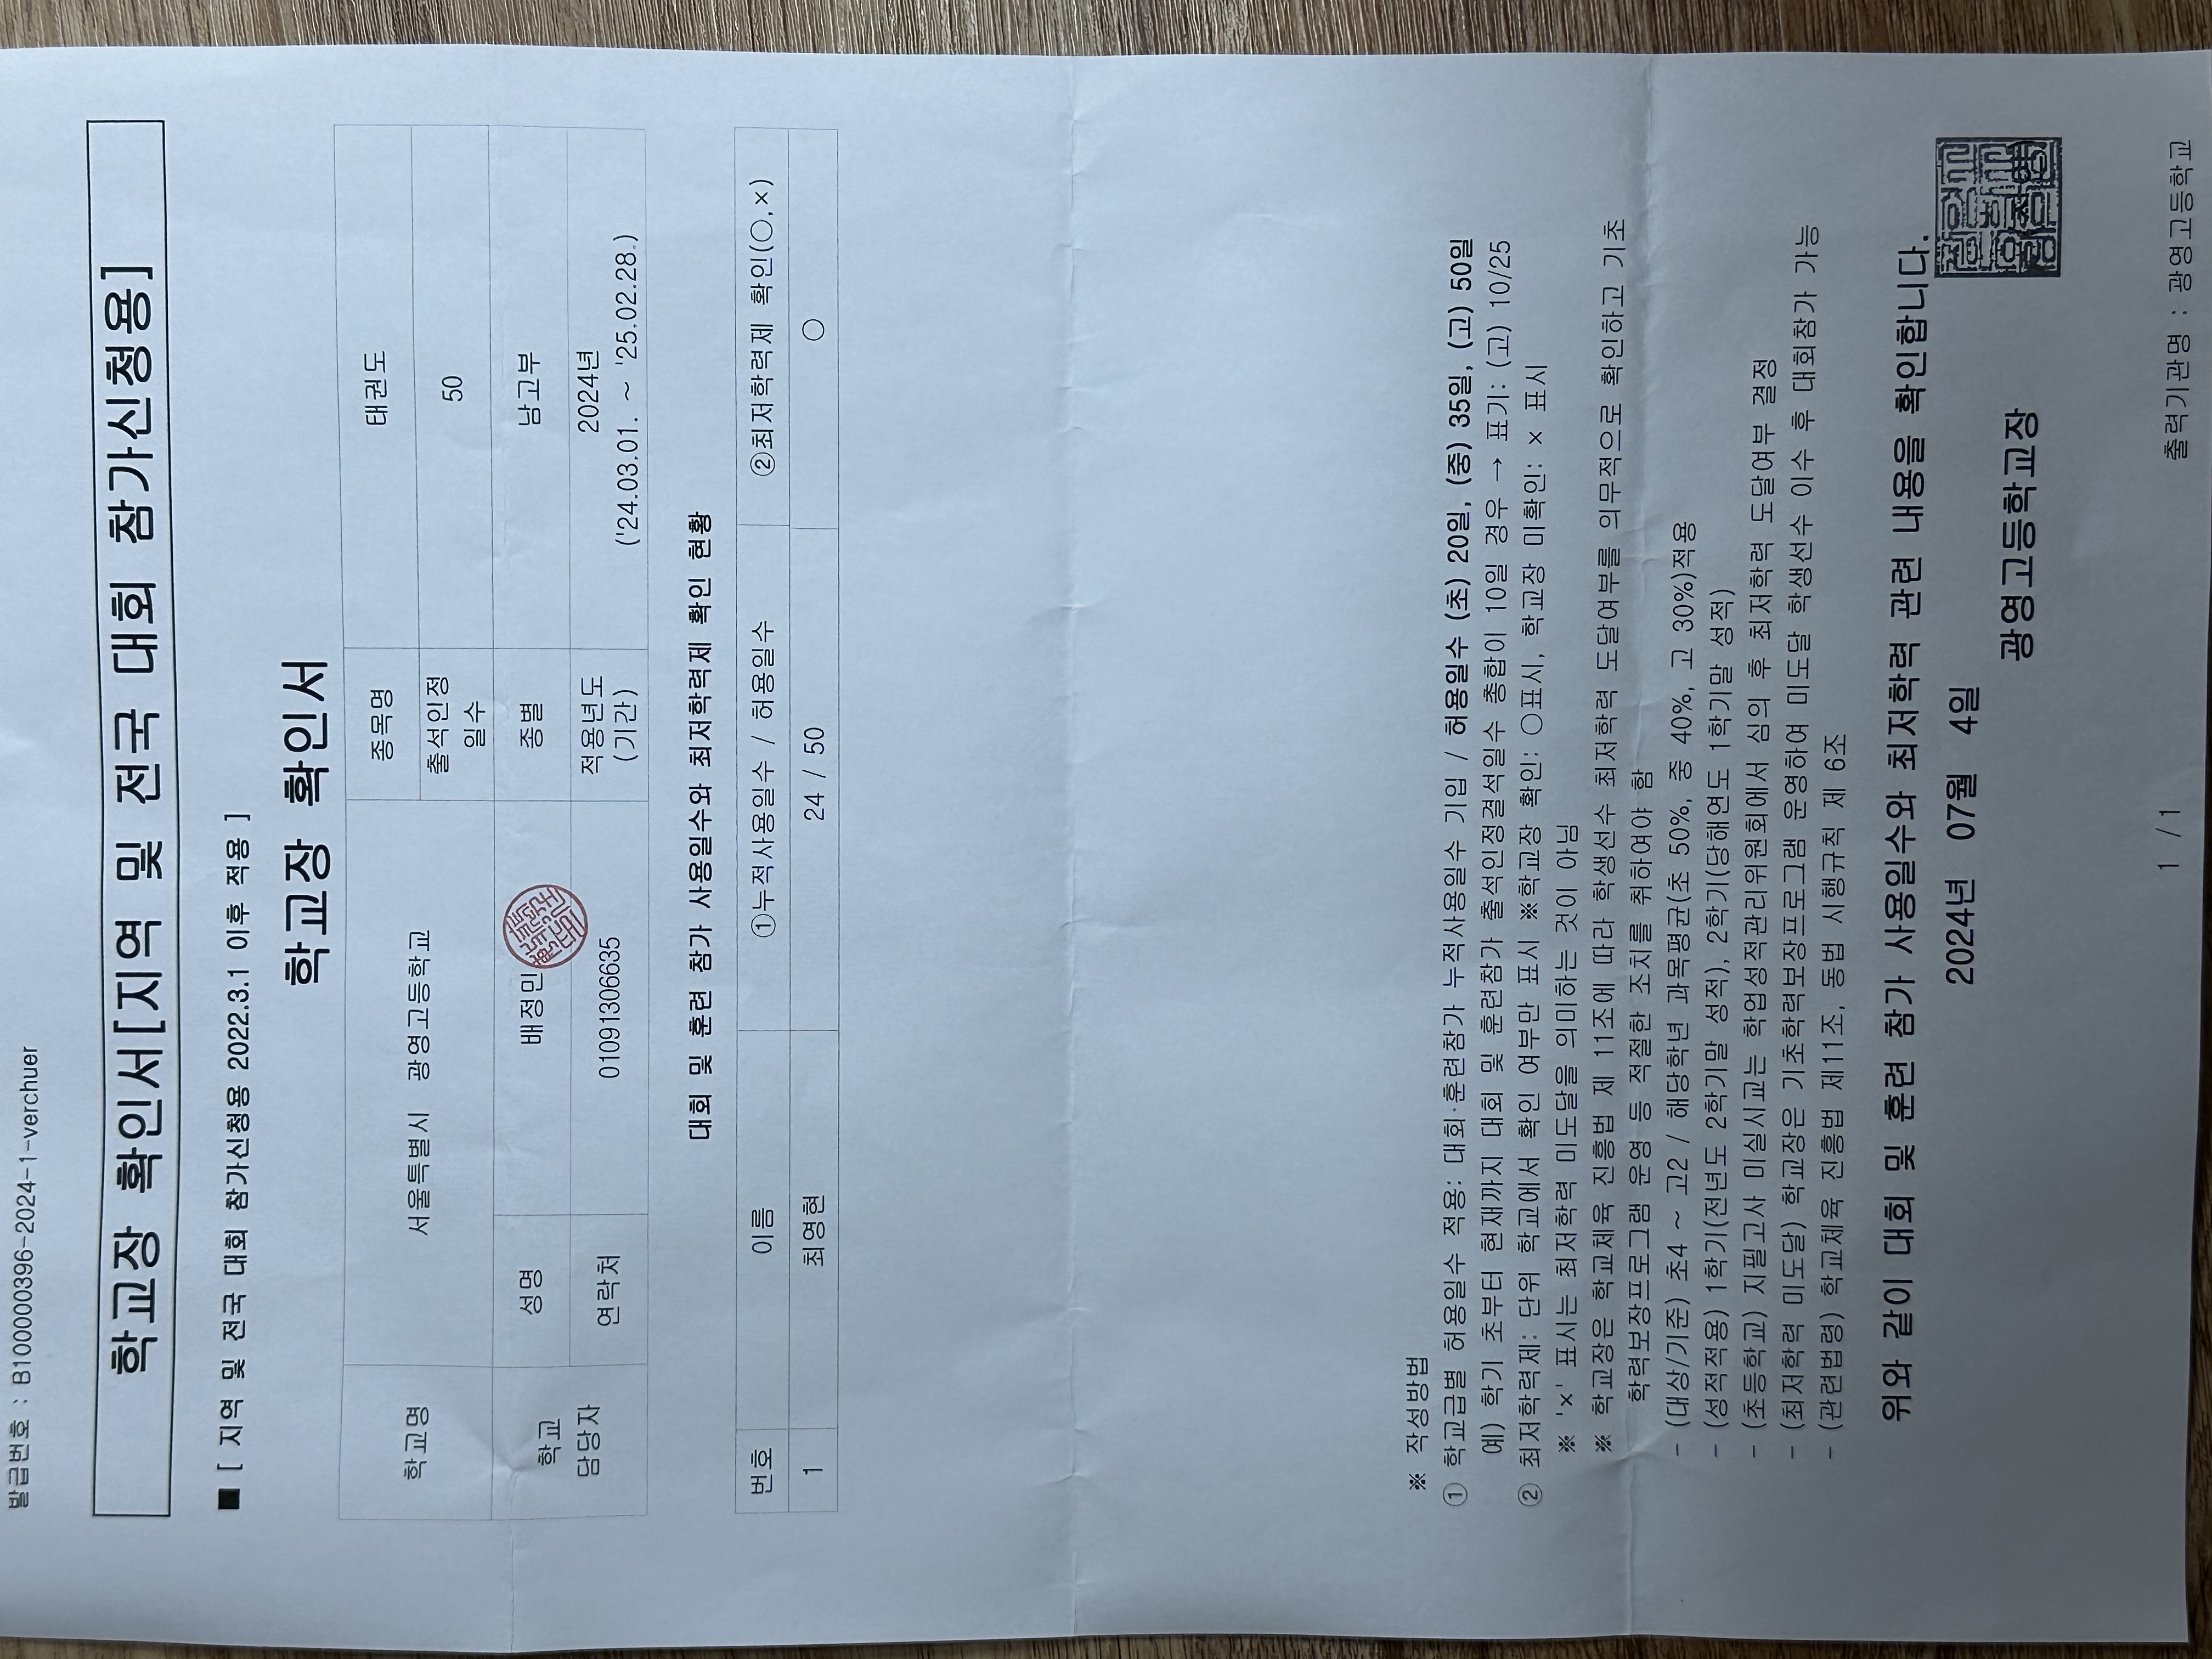 발급번호 : B100000396-2024-1-verchuer
학교장 확인서[지역 및 전국 대회 참가신청용]
■ [ 지역 및 전국 대회 참가신청용 2022.3.1 이후 적용 ]
학교장 확인서
학교명 서울특별시 광영고등학교 종목명 태권도
출석인정 일수 50
학교 담당자 성명 배정민 종별 남고부
연락처 01091306635 적용년도 (기간) 2024년 ('24.03.01. ~ '25.02.28.)
대회 및 훈련 참가 사용일수와 최저학력제 확인 현황
번호 이름 ①누적사용일수 / 허용일수 ②최저학력제 확인(○,×)
1 최영현 24 / 50 ○
※ 작성방법
① 학교급별 허용일수 적용: 대회·훈련참가 누적사용일수 기입 / 허용일수 (초) 20일, (중) 35일, (고) 50일
예) 학기 초부터 현재까지 대회 및 훈련참가 출석인정결석일수 총합이 10일 경우 → 표기: (고) 10/25
② 최저학력제: 단위 학교에서 확인 여부만 표시 ※학교장 확인: ○표시, 학교장 미확인: × 표시
※ '×' 표시는 최저학력 미도달을 의미하는 것이 아님
※ 학교장은 학교체육 진흥법 제 11조에 따라 학생선수 최저학력 도달여부를 의무적으로 확인하고 기초
학력보장프로그램 운영 등 적절한 조치를 취하여야 함
- (대상/기준) 초4 ~ 고2 / 해당학년 과목평균(초 50%, 중 40%, 고 30%)적용
- (성적적용) 1학기(전년도 2학기말 성적), 2학기(당해연도 1학기말 성적)
- (초등학교) 지필고사 미실시교는 학업성적관리위원회에서 심의 후 최저학력 도달여부 결정
- (최저학력 미도달) 학교장은 기초학력보장프로그램 운영하여 미도달 학생선수 이수 후 대회참가 가능
- (관련법령) 학교체육 진흥법 제11조, 동법 시행규칙 제 6조
위와 같이 대회 및 훈련 참가 사용일수와 최저학력 관련 내용을 확인합니다.
2024년 07월 4일
광영고등학교장
1 / 1
출력기관명 : 광영고등학교